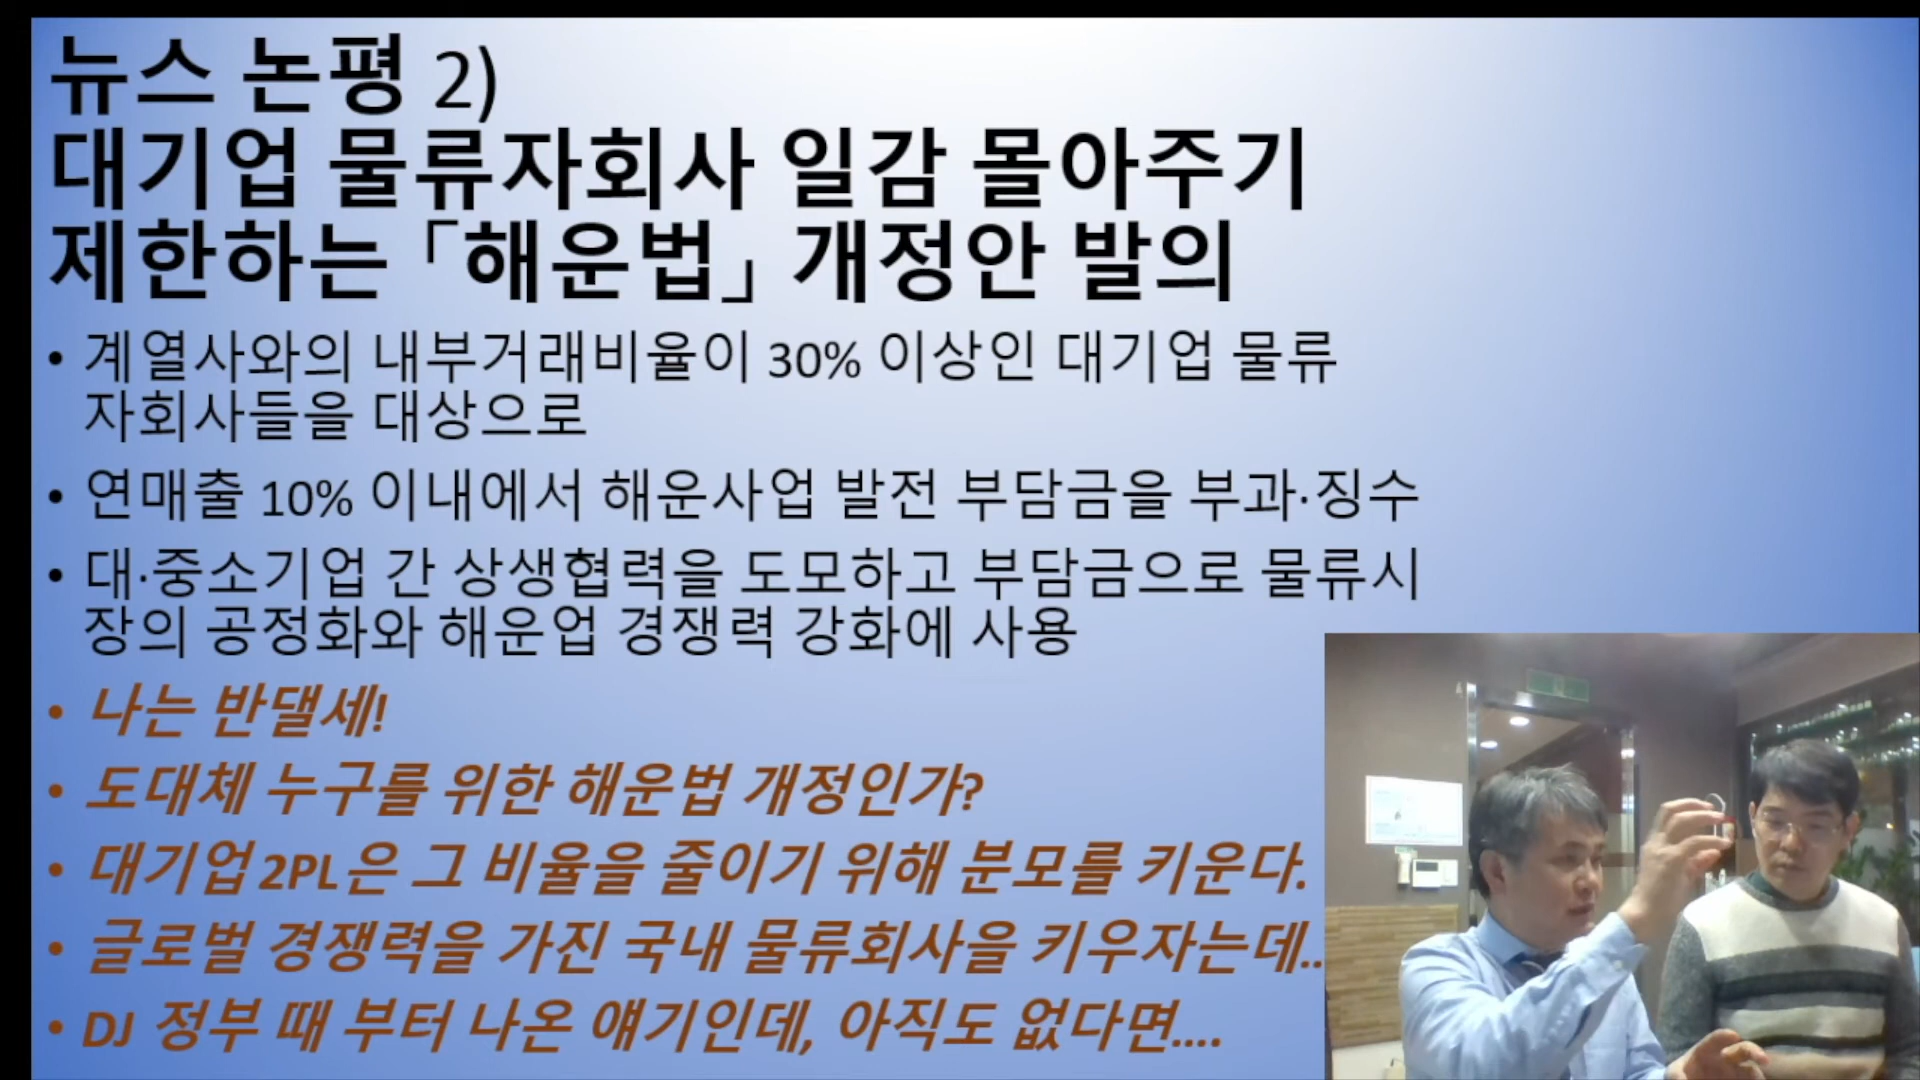 뉴스 논평 2)
대기업 물류자회사 일감 몰아주기
제한하는 「해운법」 개정안 발의
• 계열사와의 내부거래비율이 30% 이상인 대기업 물류
자회사들을 대상으로
• 연매출 10% 이내에서 해운사업 발전 부담금을 부과·징수
• 대·중소기업 간 상생협력을 도모하고 부담금으로 물류시
장의 공정화와 해운업 경쟁력 강화에 사용
• 나는 반댈세!
• 도대체 누구를 위한 해운법 개정인가?
• 대기업 2PL은 그 비율을 줄이기 위해 분모를 키운다.
• 글로벌 경쟁력을 가진 국내 물류회사을 키우자는데..
• DJ 정부 때 부터 나온 얘기인데, 아직도 없다면....